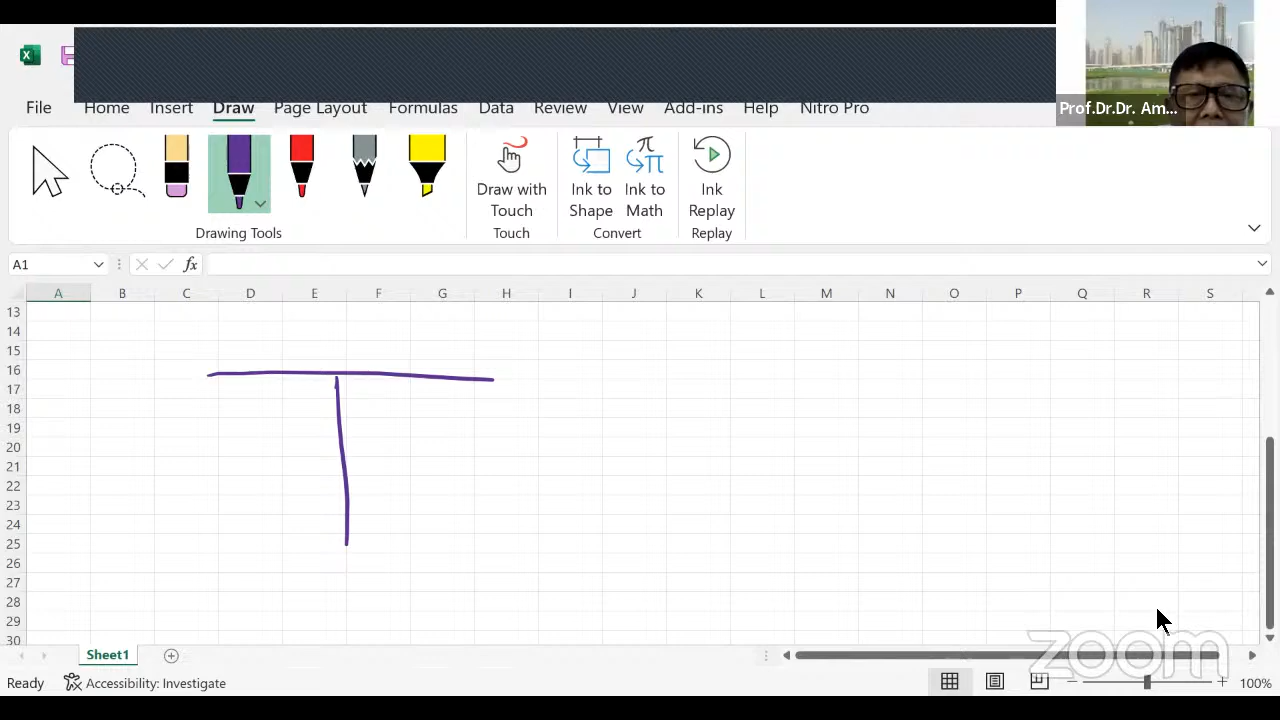 Prof.Dr.Dr. Am...
File Home Insert Draw Page Layout Formulas Data Review View Add-ins Help Nitro Pro
Draw with Touch
Ink to Shape
Ink to Math
Ink Replay
Drawing Tools Touch Convert Replay
A1 fx
A B C D E F G H I J K L M N O P Q R S
13
14
15
16
17
18
19
20
21
22
23
24
25
26
27
28
29
30
Sheet1
zoom
Ready Accessibility: Investigate 100%